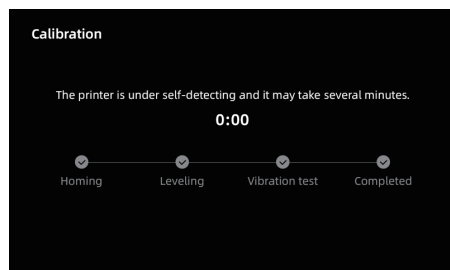 Calibration
The printer is under self-detecting and it may take several minutes.
0:00
Homing Leveling Vibration test Completed